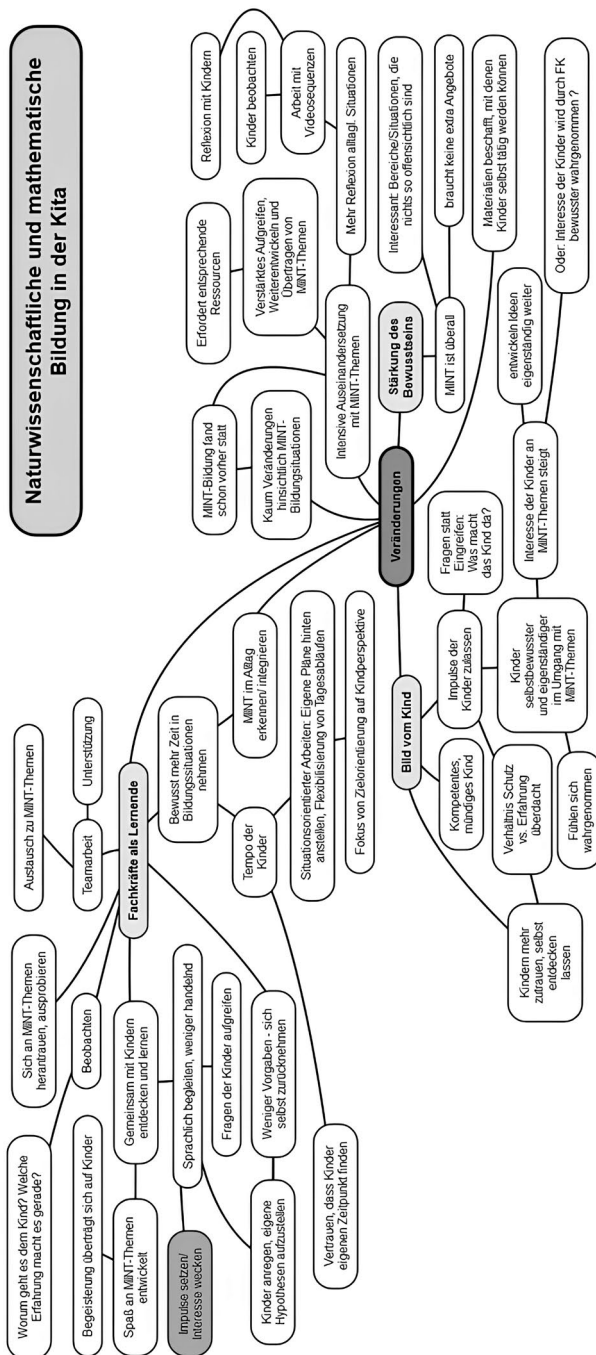 Naturwissenschaftliche und mathematische
Bildung in der Kita
Worum geht es dem Kind? Welche
Erfahrung macht es gerade?
Sich an MINT-Themen
herantrauen, ausprobieren
Austausch zu MINT-Themen
Beobachten
Teamarbeit
Unterstützung
Begeisterung überträgt sich auf Kinder
Spaß an MINT-Themen
entwickelt
Gemeinsam mit Kindern
entdecken und lernen
Fachkräfte als Lernende
Impulse setzen/
Interesse wecken
Sprachlich begleiten, weniger handelnd
Fragen der Kinder aufgreifen
Kinder anregen, eigene
Hypothesen aufzustellen
Weniger Vorgaben - sich
selbst zurücknehmen
Bewusst mehr Zeit in
Bildungssituationen
nehmen
MINT im Alltag
erkennen/ integrieren
Tempo der
Kinder
Vertrauen, dass Kinder
eigenen Zeitpunkt finden
Situationsorientierter Arbeiten: Eigene Pläne hinten
anstellen, Flexibilisierung von Tagesabläufen
Fokus von Zielorientierung auf Kindperspektive
MINT-Bildung fand
schon vorher statt
Kaum Veränderungen
hinsichtlich MINT-
Bildungsituationen
Erfordert entsprechende
Ressourcen
Verstärktes Aufgreifen,
Weiterentwickeln und
Übertragen von
MINT-Themen
Intensive Auseinandersetzung
mit MINT-Themen
Reflexion mit Kindern
Kinder beobachten
Arbeit mit
Videosequenzen
Mehr Reflexion alltagl. Situationen
Veränderungen
Stärkung des
Bewusstseins
MINT ist überall
Interessant: Bereiche/Situationen, die
nichts so offensichtlich sind
braucht keine extra Angebote
Materialien beschafft, mit denen
Kinder selbst tätig werden können
Bild vom Kind
Kompetentes,
mündiges Kind
Impulse der
Kinder zulassen
Fragen statt
Eingreifen:
Was macht
das Kind da?
Verhältnis Schutz
vs. Erfahrung
überdacht
Kindern mehr
zutrauen, selbst
entdecken
lassen
Kinder
selbstbewusster
und eigenständiger
im Umgang mit
MINT-Themen
Fühlen sich
wahrgenommen
Interesse der Kinder an
MINT-Themen steigt
entwickeln Ideen
eigenständig weiter
Oder: Interesse der Kinder wird durch FK
bewusster wahrgenommen ?